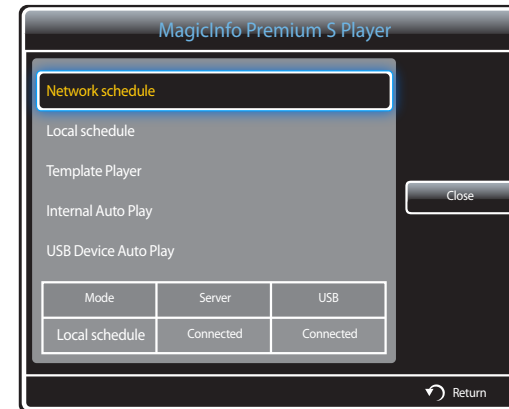 MagicInfo Premium S Player
Network schedule
Local schedule
Template Player
Internal Auto Play
USB Device Auto Play
Close
Mode Server USB
Local schedule Connected Connected
Return